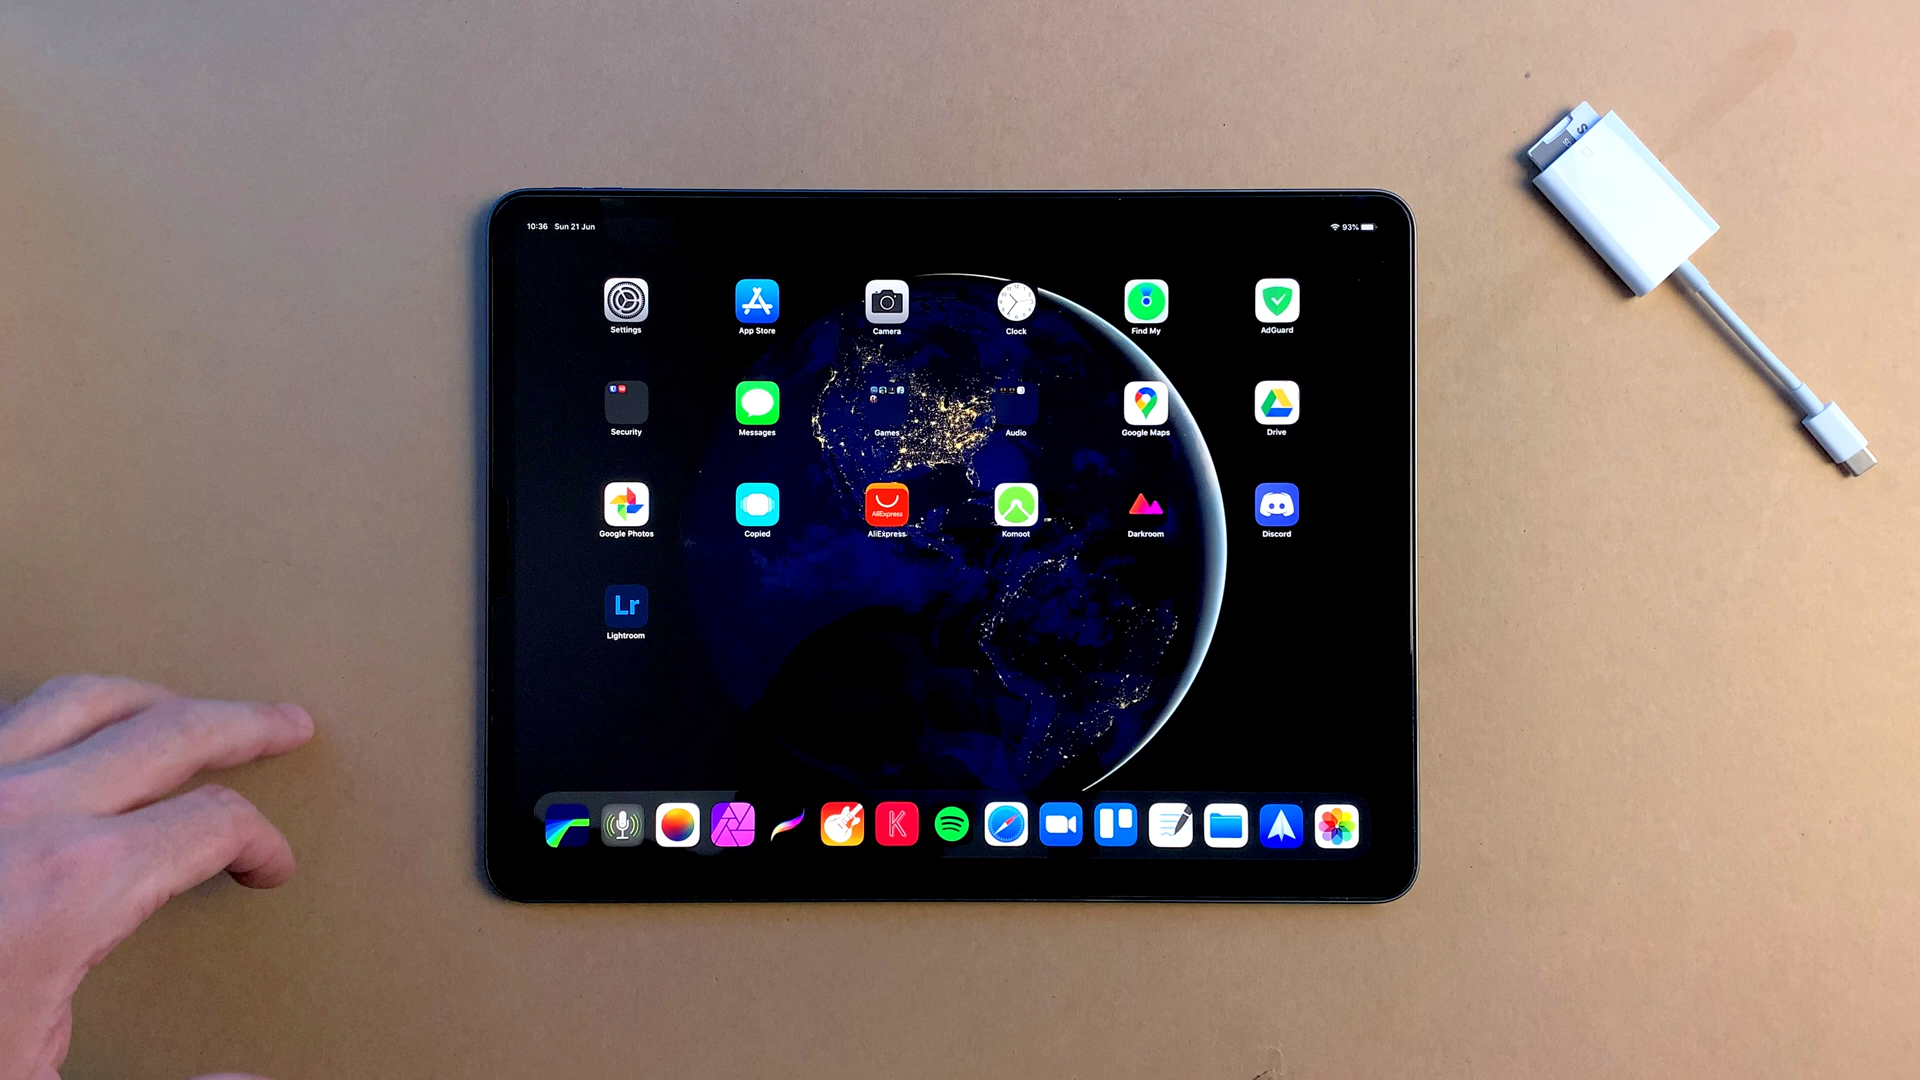 10:36 Sun 21 Jun
93%
Settings
App Store
Camera
Clock
Find My
AdGuard
Security
Messages
Games
Audio
Google Maps
Drive
AliExpress
Google Photos
Copied
AliExpress
Komoot
Darkroom
Discord
Lr
Lightroom
K